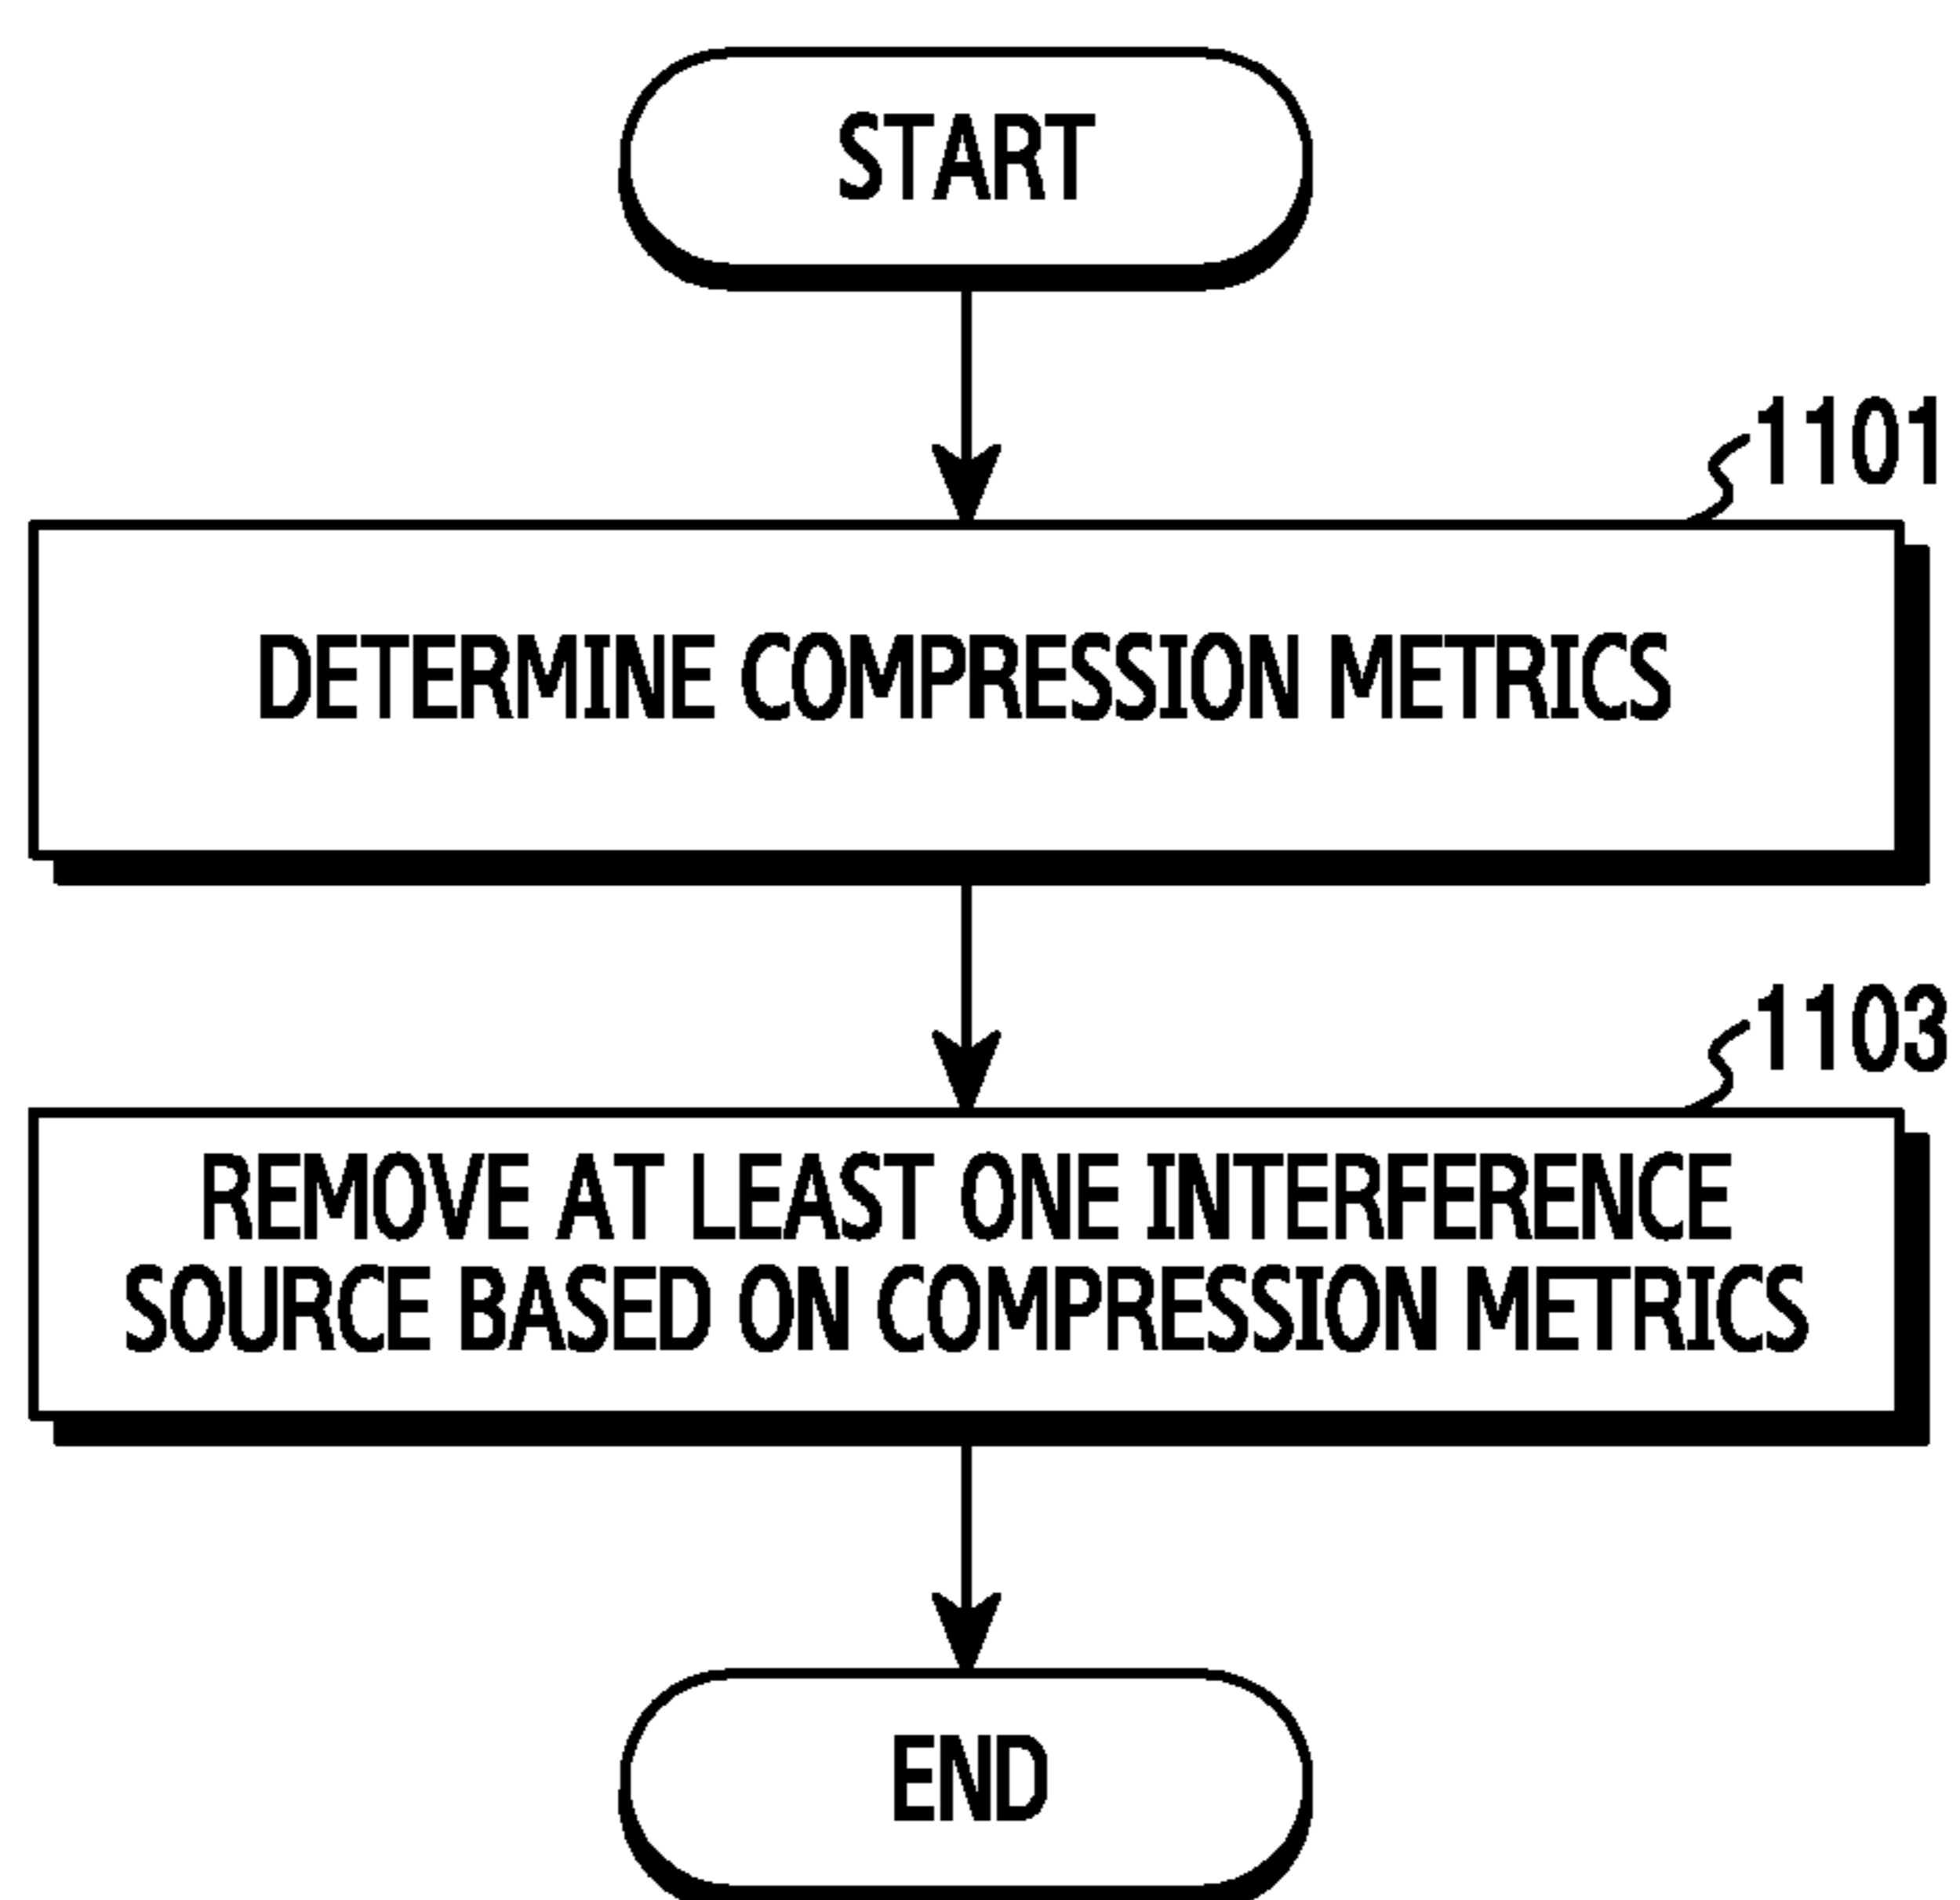 START
1101
DETERMINE COMPRESSION METRICS
1103
REMOVE AT LEAST ONE INTERFERENCE
SOURCE BASED ON COMPRESSION METRICS
END